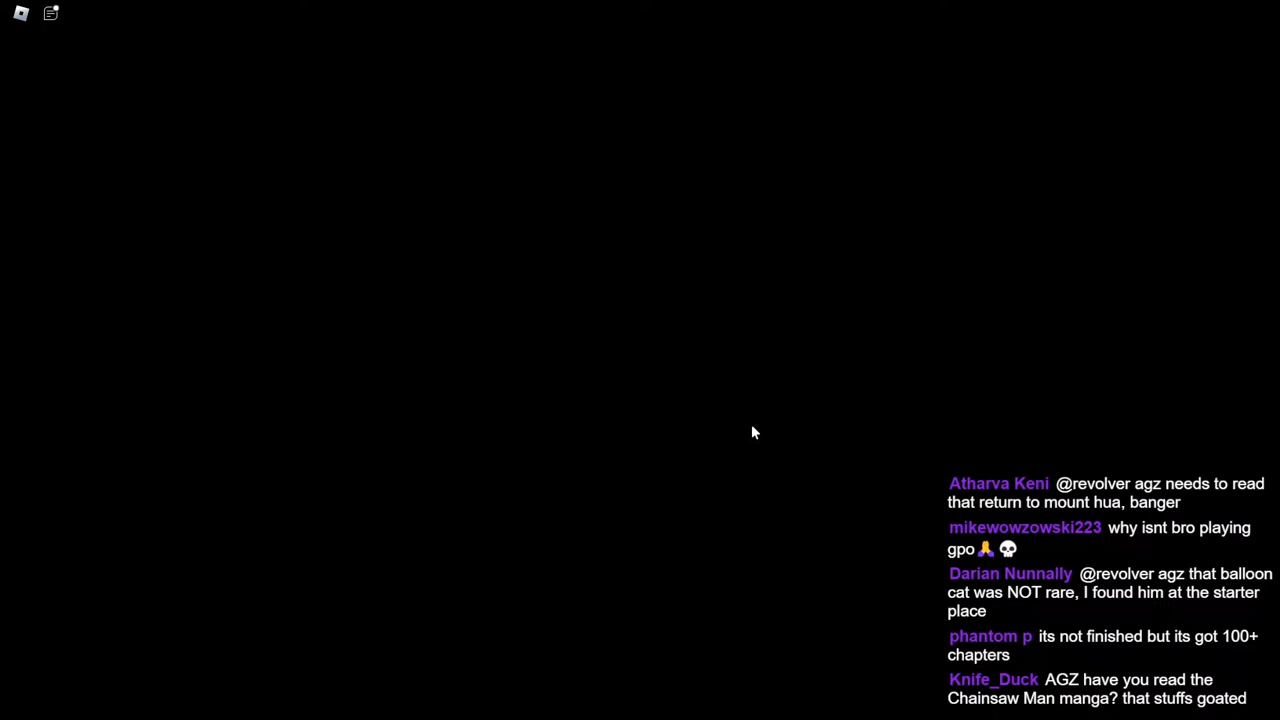 Atharva Keni @revolver agz needs to read
that return to mount hua, banger
mikewowzowski223 why isnt bro playing
gpo🙏💀
Darian Nunnally @revolver agz that balloon
cat was NOT rare, I found him at the starter
place
phantom p its not finished but its got 100+
chapters
Knife_Duck AGZ have you read the
Chainsaw Man manga? that stuffs goated